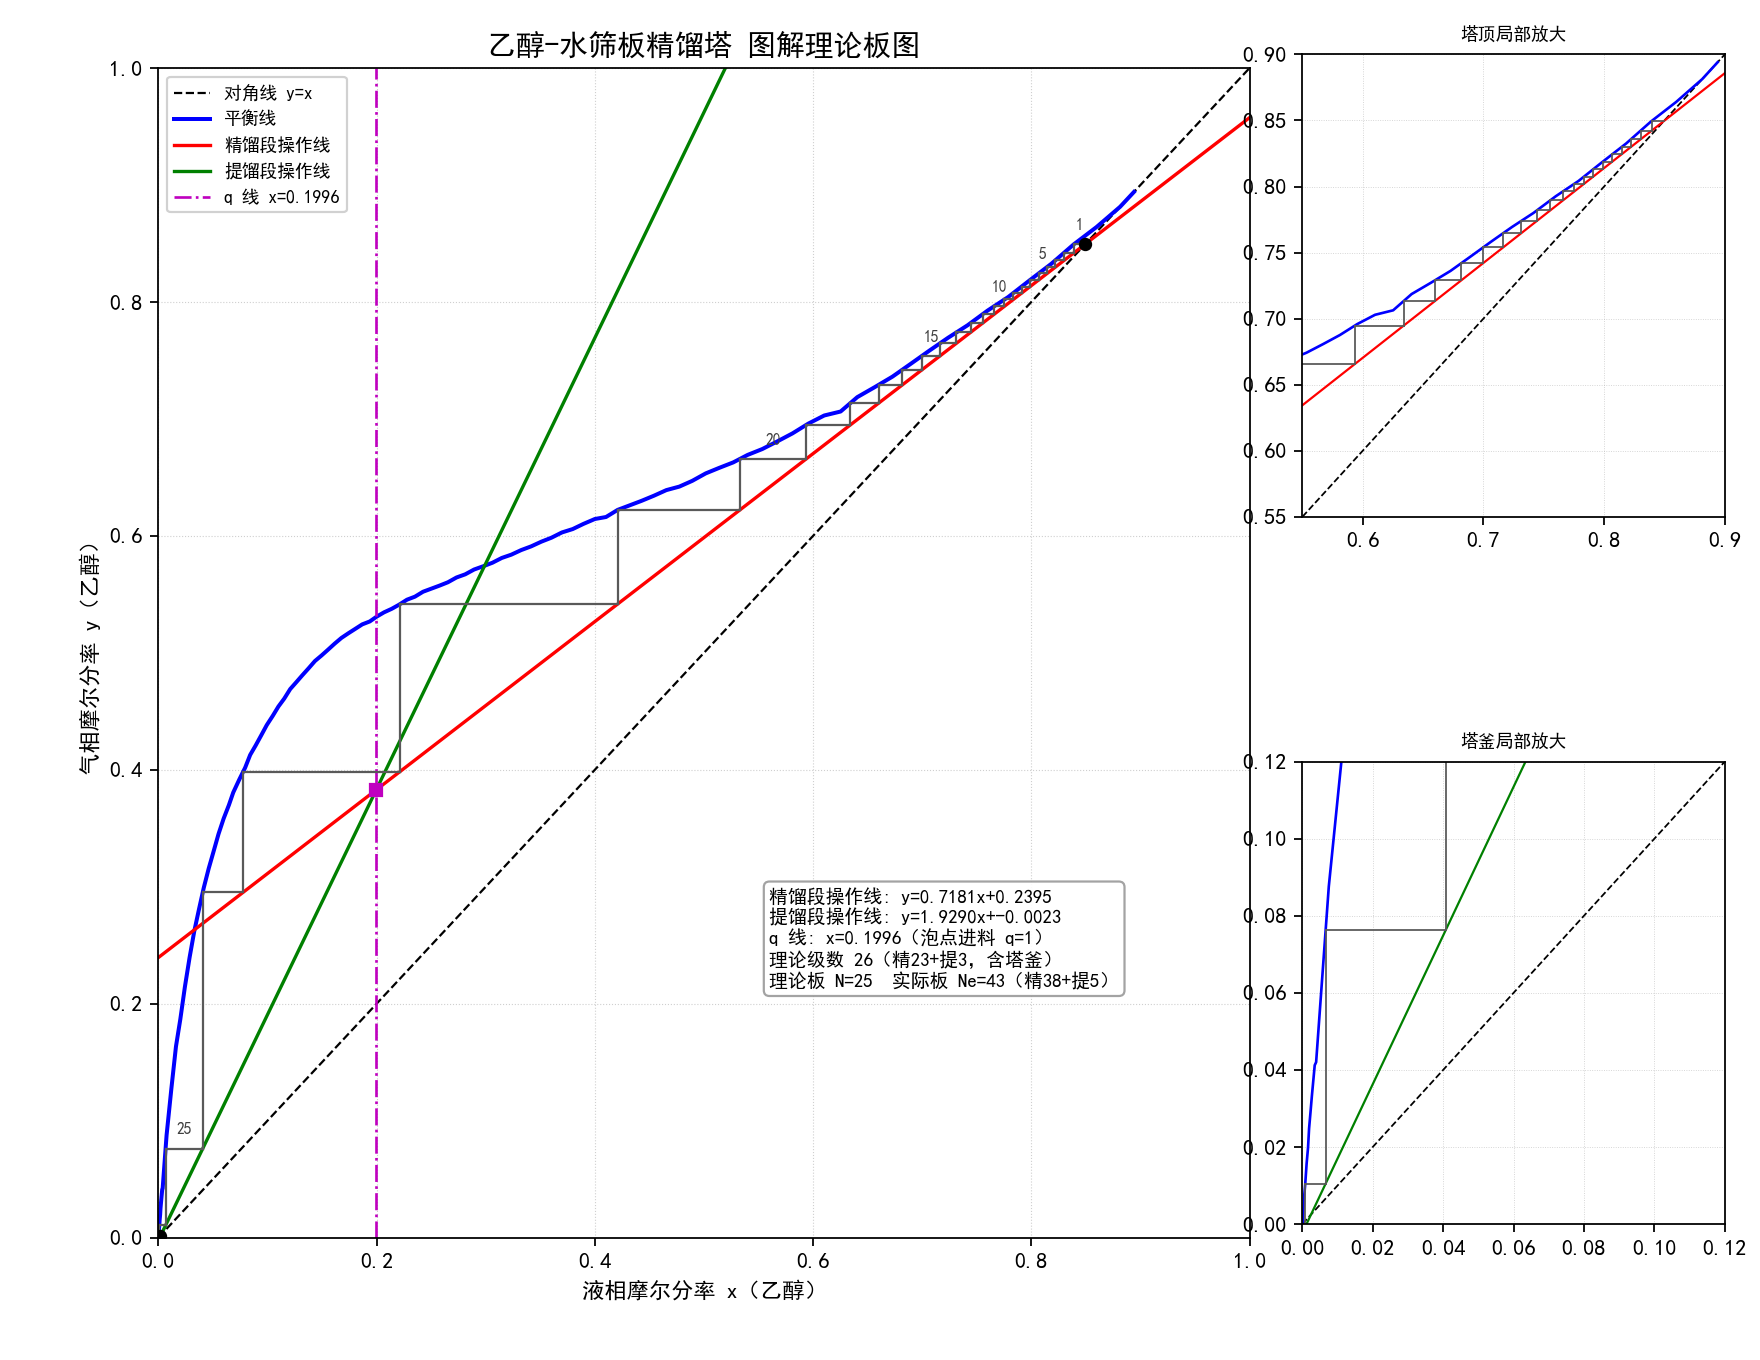 乙醇-水筛板精馏塔 图解理论板图
对角线 y=x
平衡线
精馏段操作线
提馏段操作线
q 线 x=0.1996
1.0
0.8
0.6
0.4
0.2
0.0
气相摩尔分率 y（乙醇）
0.0 0.2 0.4 0.6 0.8 1.0
液相摩尔分率 x（乙醇）
1
5
10
15
20
25
精馏段操作线: y=0.7181x+0.2395
提馏段操作线: y=1.9290x+-0.0023
q 线: x=0.1996（泡点进料 q=1）
理论级数 26（精23+提3，含塔釜）
理论板 N=25 实际板 Ne=43（精38+提5）
塔顶局部放大
0.90
0.85
0.80
0.75
0.70
0.65
0.60
0.55
0.6 0.7 0.8 0.9
塔釜局部放大
0.12
0.10
0.08
0.06
0.04
0.02
0.00
0.00 0.02 0.04 0.06 0.08 0.10 0.12